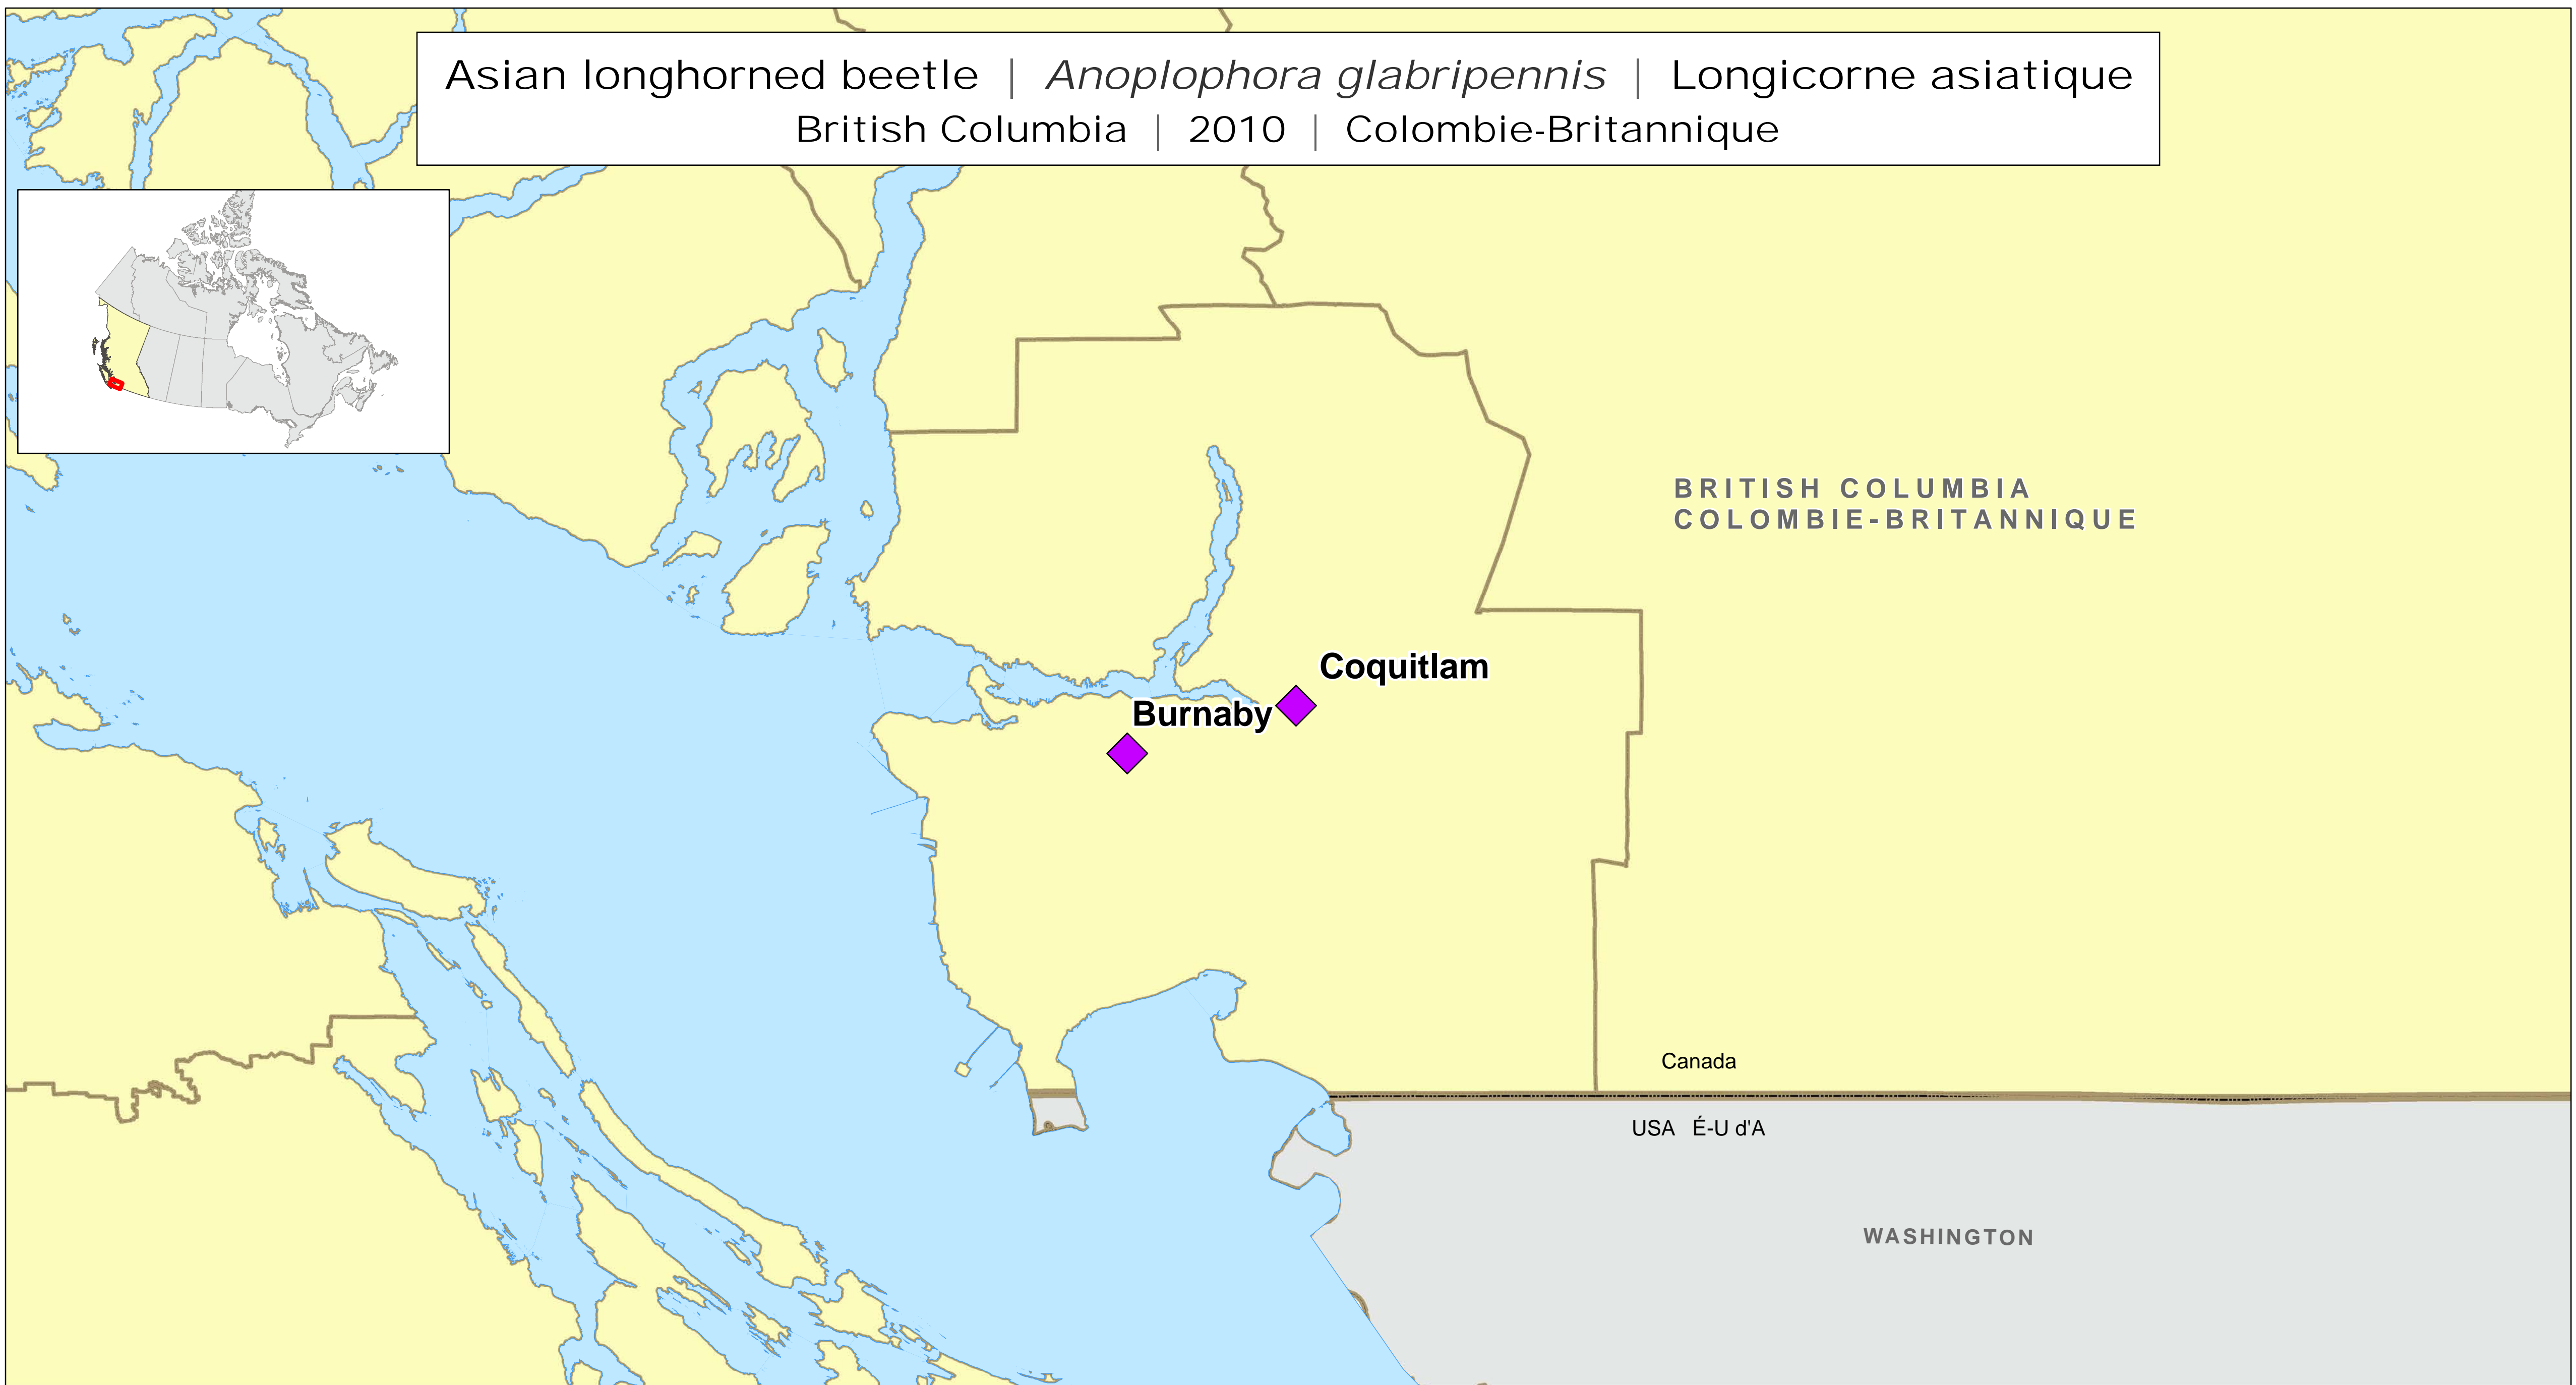 Asian longhorned beetle | Anoplophora glabripennis | Longicorne asiatique
British Columbia | 2010 | Colombie-Britannique
BRITISH COLUMBIA
COLOMBIE-BRITANNIQUE
Coquitlam
Burnaby
Canada
USA É-U d'A
WASHINGTON